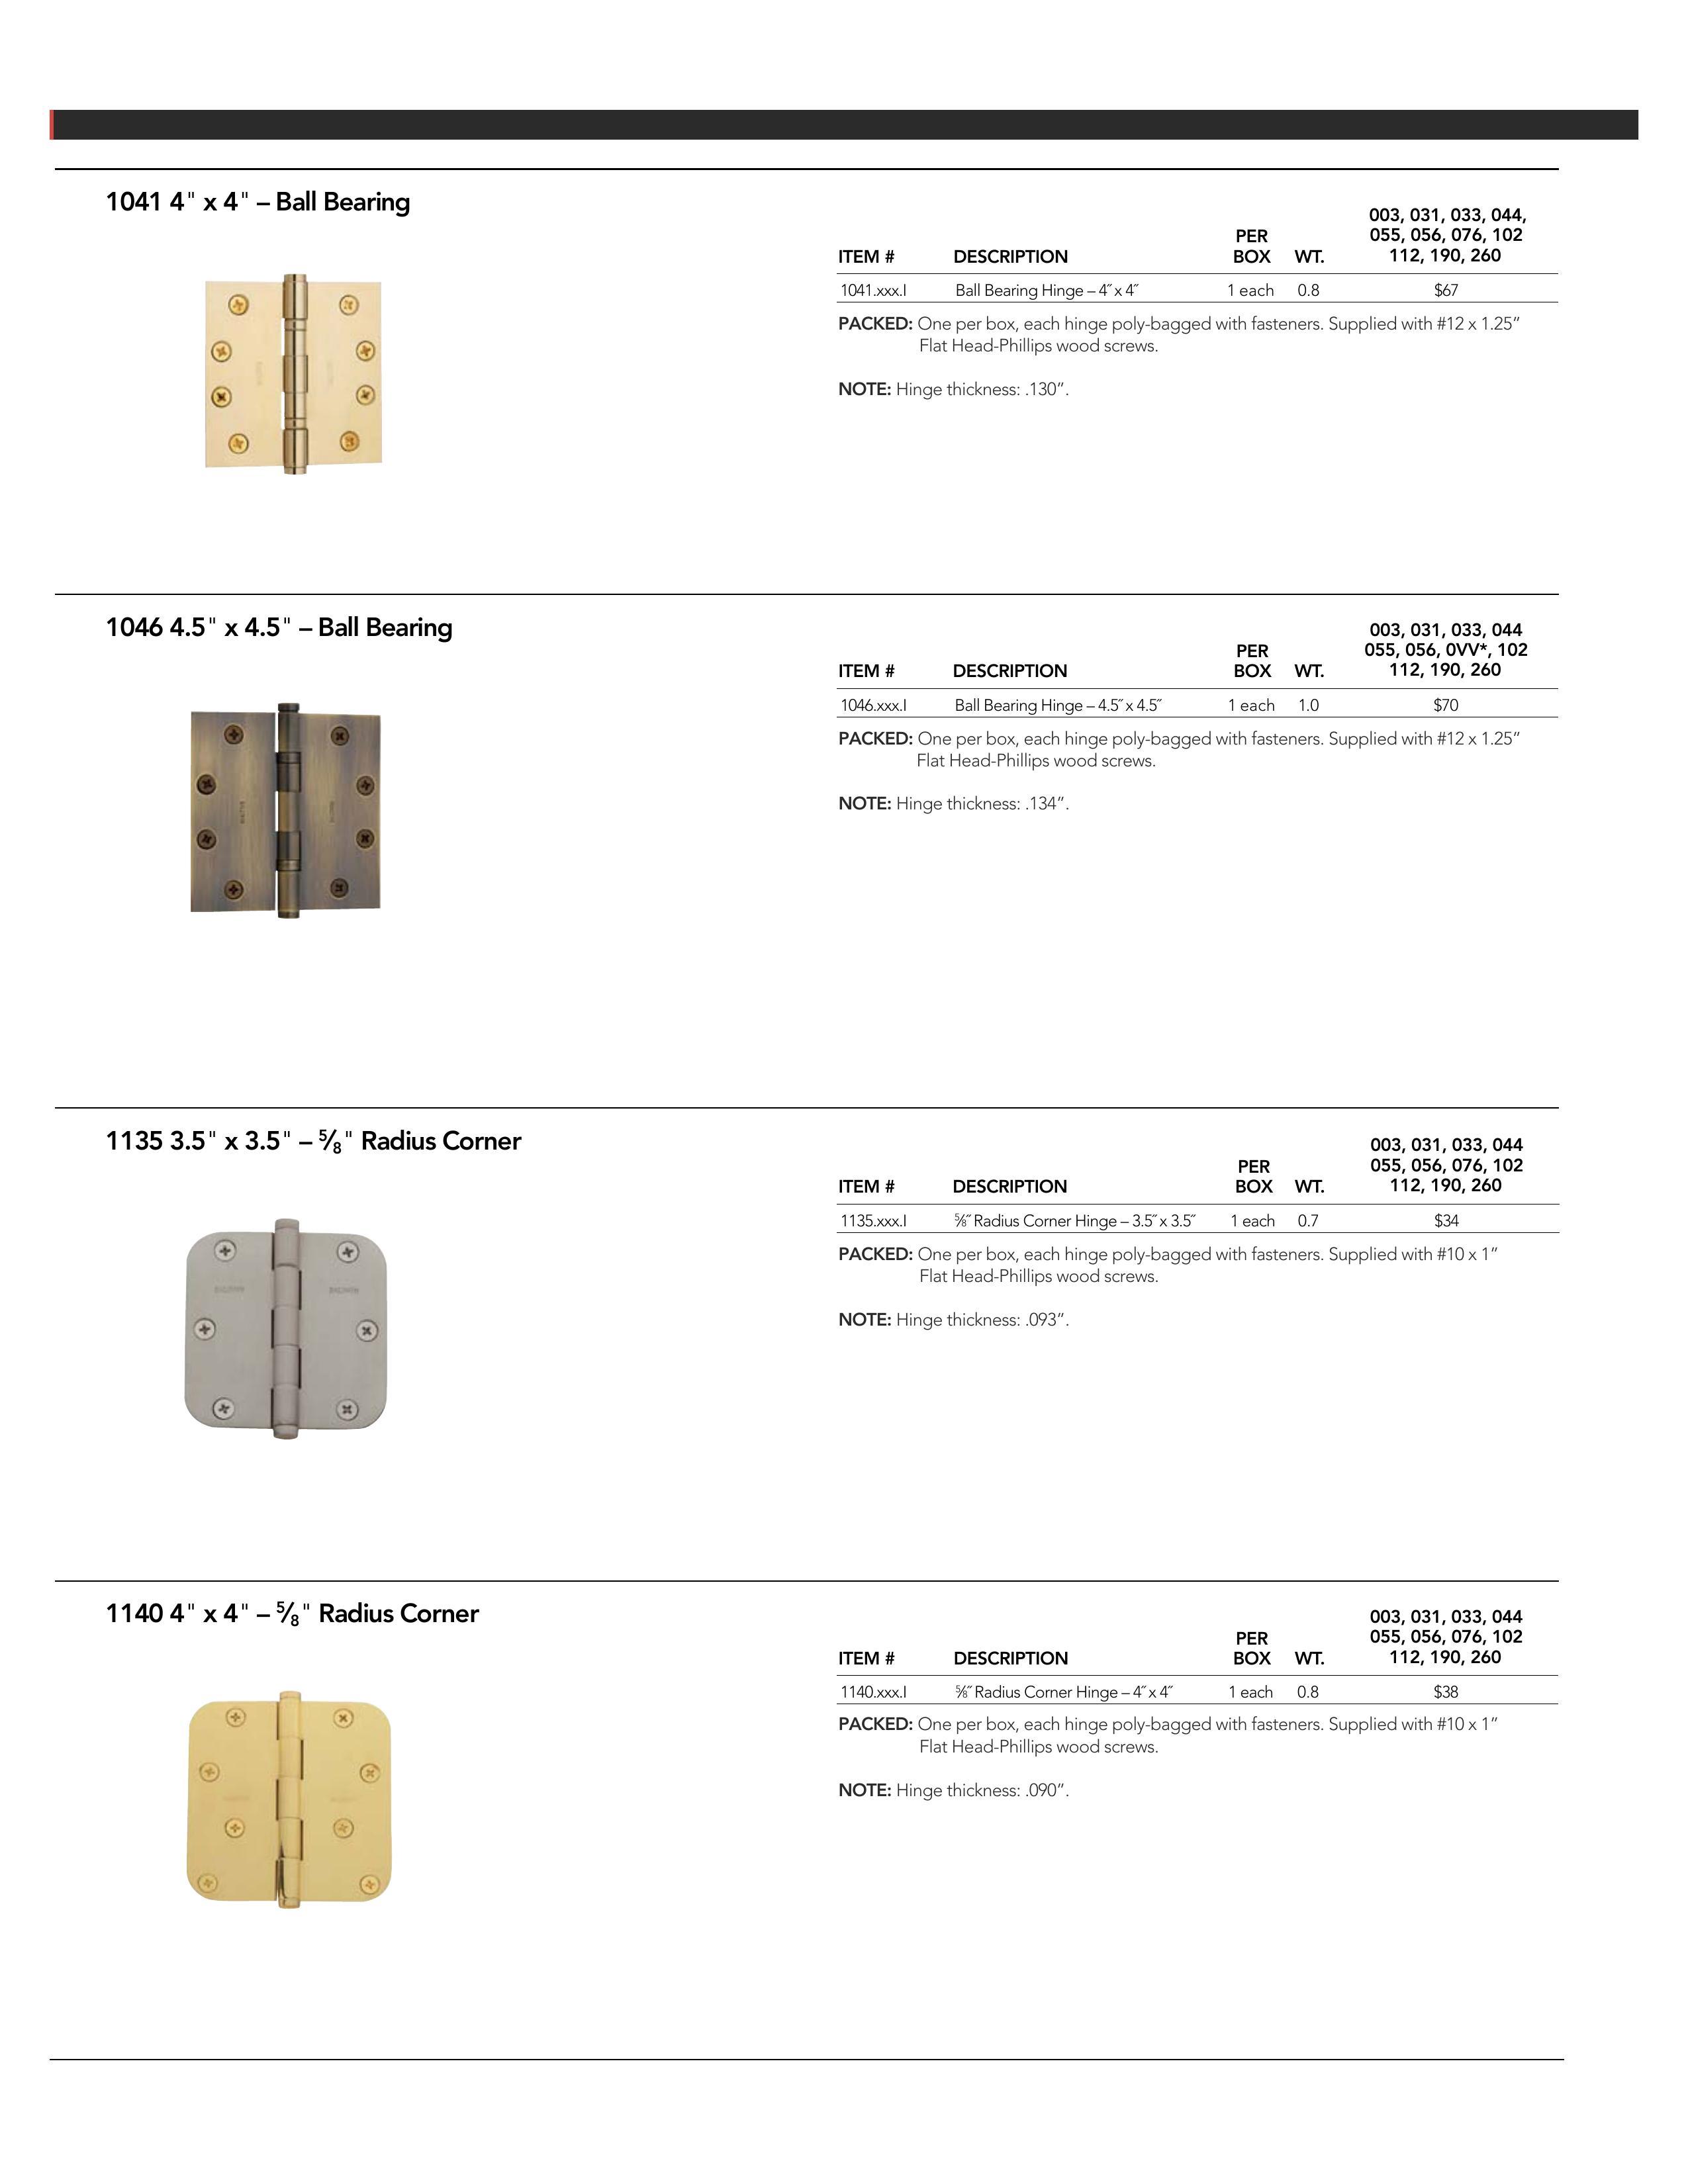 1041 4" x 4" – Ball Bearing
003, 031, 033, 044,
055, 056, 076, 102
112, 190, 260
ITEM # DESCRIPTION PER BOX WT.
1041.xxx.I Ball Bearing Hinge – 4˝ x 4˝ 1 each 0.8 $67
PACKED: One per box, each hinge poly-bagged with fasteners. Supplied with #12 x 1.25”
Flat Head-Phillips wood screws.
NOTE: Hinge thickness: .130”.
1046 4.5" x 4.5" – Ball Bearing
003, 031, 033, 044
055, 056, 0VV*, 102
112, 190, 260
ITEM # DESCRIPTION PER BOX WT.
1046.xxx.I Ball Bearing Hinge – 4.5˝ x 4.5˝ 1 each 1.0 $70
PACKED: One per box, each hinge poly-bagged with fasteners. Supplied with #12 x 1.25”
Flat Head-Phillips wood screws.
NOTE: Hinge thickness: .134”.
BALDWIN
1135 3.5" x 3.5" – ⅝" Radius Corner
003, 031, 033, 044
055, 056, 076, 102
112, 190, 260
ITEM # DESCRIPTION PER BOX WT.
1135.xxx.I ⅝˝ Radius Corner Hinge – 3.5˝ x 3.5˝ 1 each 0.7 $34
PACKED: One per box, each hinge poly-bagged with fasteners. Supplied with #10 x 1”
Flat Head-Phillips wood screws.
NOTE: Hinge thickness: .093”.
BALDWIN BALDWIN
1140 4" x 4" – ⅝" Radius Corner
003, 031, 033, 044
055, 056, 076, 102
112, 190, 260
ITEM # DESCRIPTION PER BOX WT.
1140.xxx.I ⅝˝ Radius Corner Hinge – 4˝ x 4˝ 1 each 0.8 $38
PACKED: One per box, each hinge poly-bagged with fasteners. Supplied with #10 x 1”
Flat Head-Phillips wood screws.
NOTE: Hinge thickness: .090”.